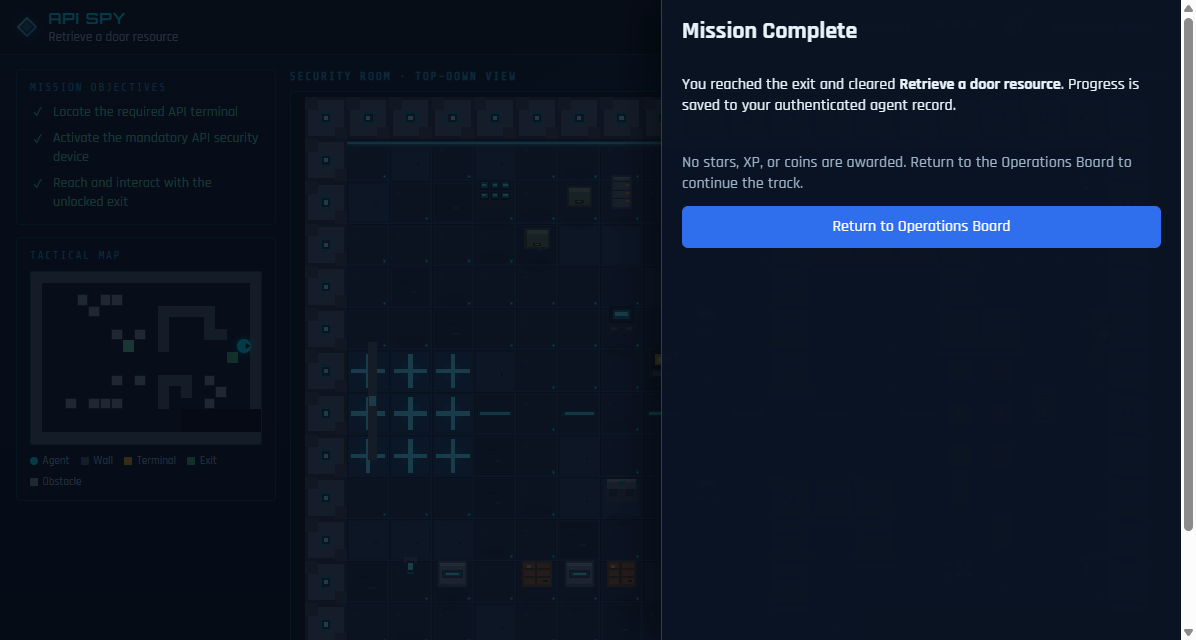 API SPY
Retrieve a door resource
MISSION OBJECTIVES
Locate the required API terminal
Activate the mandatory API security
device
Reach and interact with the
unlocked exit
TACTICAL MAP
Agent
Wall
Terminal
Exit
Obstacle
SECURITY ROOM · TOP-DOWN VIEW
Mission Complete
You reached the exit and cleared Retrieve a door resource. Progress is
saved to your authenticated agent record.
No stars, XP, or coins are awarded. Return to the Operations Board to
continue the track.
Return to Operations Board